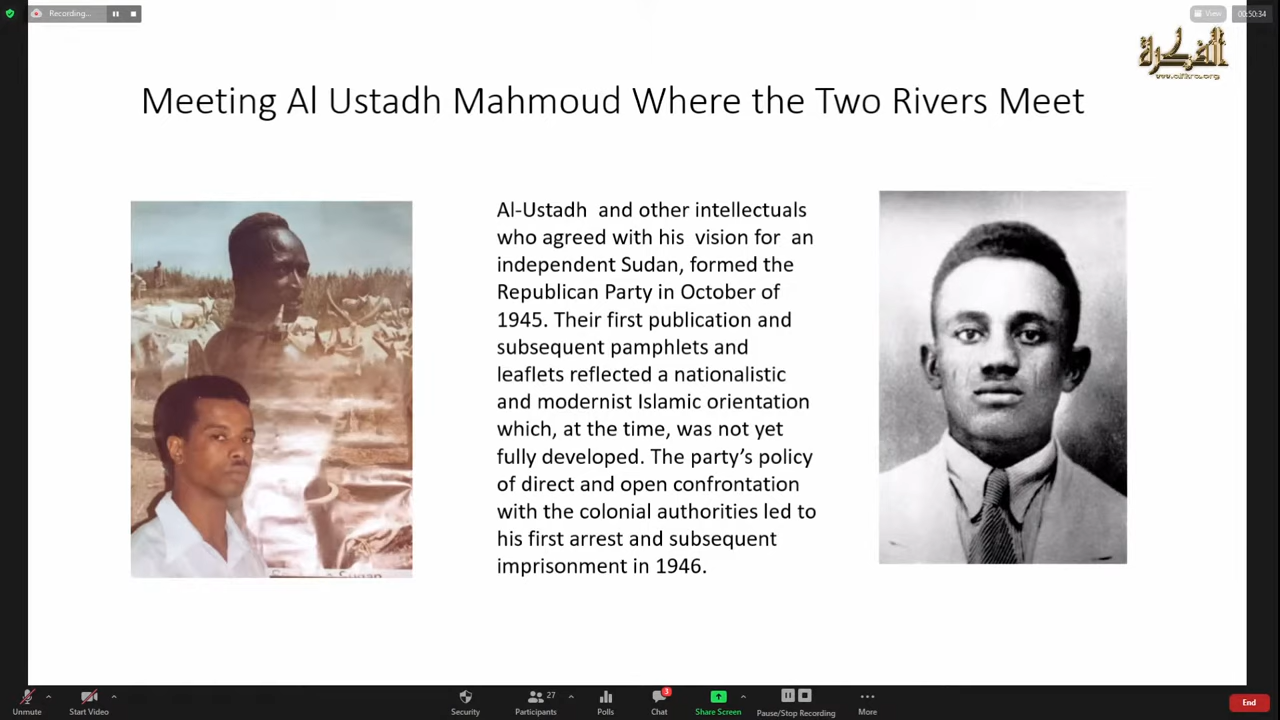 Recording...
View
00:50:34
الفكرة
www.alfikra.org
Meeting Al Ustadh Mahmoud Where the Two Rivers Meet
Al-Ustadh and other intellectuals
who agreed with his vision for an
independent Sudan, formed the
Republican Party in October of
1945. Their first publication and
subsequent pamphlets and
leaflets reflected a nationalistic
and modernist Islamic orientation
which, at the time, was not yet
fully developed. The party’s policy
of direct and open confrontation
with the colonial authorities led to
his first arrest and subsequent
imprisonment in 1946.
Unmute
Start Video
Security
27
Participants
Polls
3
Chat
Share Screen
Pause/Stop Recording
More
End